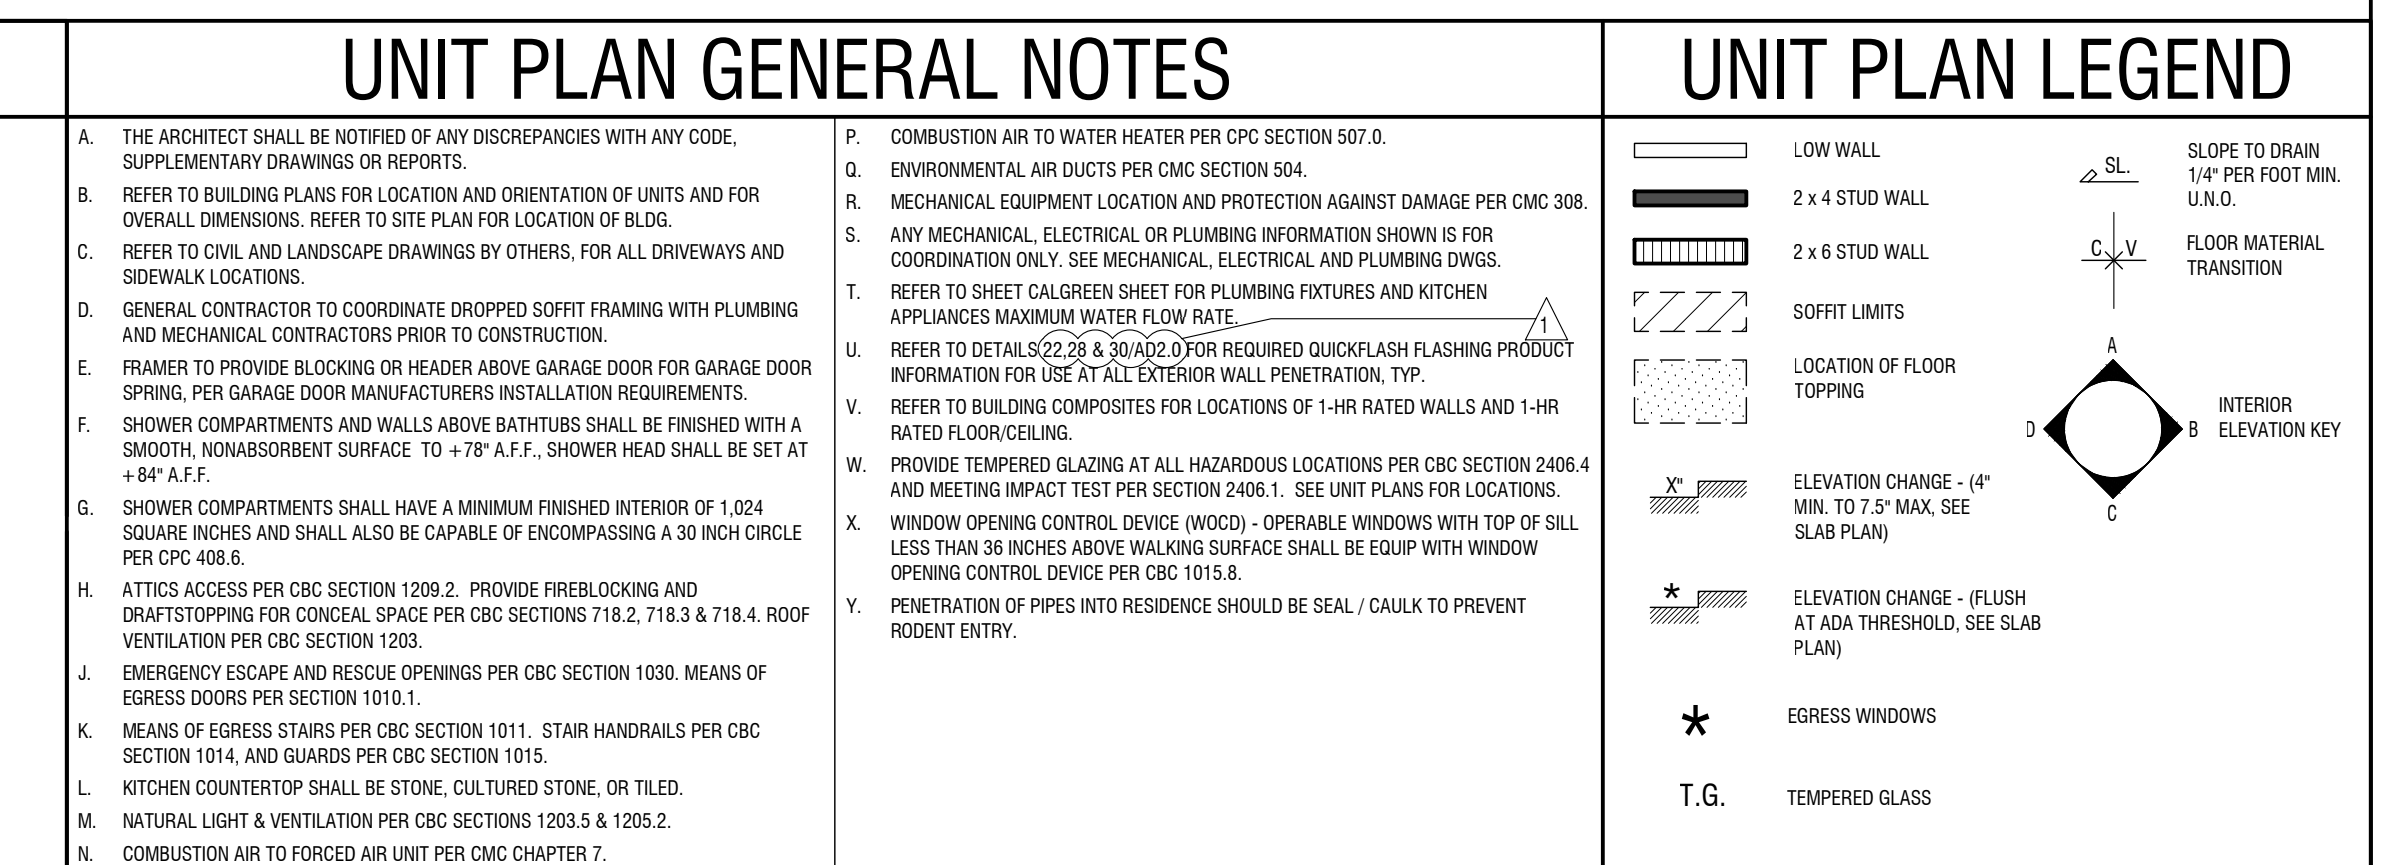 UNIT PLAN GENERAL NOTES
A. THE ARCHITECT SHALL BE NOTIFIED OF ANY DISCREPANCIES WITH ANY CODE,
SUPPLEMENTARY DRAWINGS OR REPORTS.
B. REFER TO BUILDING PLANS FOR LOCATION AND ORIENTATION OF UNITS AND FOR
OVERALL DIMENSIONS. REFER TO SITE PLAN FOR LOCATION OF BLDG.
C. REFER TO CIVIL AND LANDSCAPE DRAWINGS BY OTHERS, FOR ALL DRIVEWAYS AND
SIDEWALK LOCATIONS.
D. GENERAL CONTRACTOR TO COORDINATE DROPPED SOFFIT FRAMING WITH PLUMBING
AND MECHANICAL CONTRACTORS PRIOR TO CONSTRUCTION.
E. FRAMER TO PROVIDE BLOCKING OR HEADER ABOVE GARAGE DOOR FOR GARAGE DOOR
SPRING, PER GARAGE DOOR MANUFACTURERS INSTALLATION REQUIREMENTS.
F. SHOWER COMPARTMENTS AND WALLS ABOVE BATHTUBS SHALL BE FINISHED WITH A
SMOOTH, NONABSORBENT SURFACE TO +78" A.F.F., SHOWER HEAD SHALL BE SET AT
+84" A.F.F.
G. SHOWER COMPARTMENTS SHALL HAVE A MINIMUM FINISHED INTERIOR OF 1,024
SQUARE INCHES AND SHALL ALSO BE CAPABLE OF ENCOMPASSING A 30 INCH CIRCLE
PER CPC 408.6.
H. ATTICS ACCESS PER CBC SECTION 1209.2. PROVIDE FIREBLOCKING AND
DRAFTSTOPPING FOR CONCEAL SPACE PER CBC SECTIONS 718.2, 718.3 & 718.4. ROOF
VENTILATION PER CBC SECTION 1203.
J. EMERGENCY ESCAPE AND RESCUE OPENINGS PER CBC SECTION 1030. MEANS OF
EGRESS DOORS PER SECTION 1010.1.
K. MEANS OF EGRESS STAIRS PER CBC SECTION 1011. STAIR HANDRAILS PER CBC
SECTION 1014, AND GUARDS PER CBC SECTION 1015.
L. KITCHEN COUNTERTOP SHALL BE STONE, CULTURED STONE, OR TILED.
M. NATURAL LIGHT & VENTILATION PER CBC SECTIONS 1203.5 & 1205.2.
N. COMBUSTION AIR TO FORCED AIR UNIT PER CMC CHAPTER 7.
P. COMBUSTION AIR TO WATER HEATER PER CPC SECTION 507.0.
Q. ENVIRONMENTAL AIR DUCTS PER CMC SECTION 504.
R. MECHANICAL EQUIPMENT LOCATION AND PROTECTION AGAINST DAMAGE PER CMC 308.
S. ANY MECHANICAL, ELECTRICAL OR PLUMBING INFORMATION SHOWN IS FOR
COORDINATION ONLY. SEE MECHANICAL, ELECTRICAL AND PLUMBING DWGS.
T. REFER TO SHEET CALGREEN SHEET FOR PLUMBING FIXTURES AND KITCHEN
APPLIANCES MAXIMUM WATER FLOW RATE.
1
U. REFER TO DETAILS 22,28 & 30/AD2.0 FOR REQUIRED QUICKFLASH FLASHING PRODUCT
INFORMATION FOR USE AT ALL EXTERIOR WALL PENETRATION, TYP.
V. REFER TO BUILDING COMPOSITES FOR LOCATIONS OF 1-HR RATED WALLS AND 1-HR
RATED FLOOR/CEILING.
W. PROVIDE TEMPERED GLAZING AT ALL HAZARDOUS LOCATIONS PER CBC SECTION 2406.4
AND MEETING IMPACT TEST PER SECTION 2406.1. SEE UNIT PLANS FOR LOCATIONS.
X. WINDOW OPENING CONTROL DEVICE (WOCD) - OPERABLE WINDOWS WITH TOP OF SILL
LESS THAN 36 INCHES ABOVE WALKING SURFACE SHALL BE EQUIP WITH WINDOW
OPENING CONTROL DEVICE PER CBC 1015.8.
Y. PENETRATION OF PIPES INTO RESIDENCE SHOULD BE SEAL / CAULK TO PREVENT
RODENT ENTRY.
UNIT PLAN LEGEND
LOW WALL
2 x 4 STUD WALL
2 x 6 STUD WALL
SOFFIT LIMITS
LOCATION OF FLOOR
TOPPING
X"
ELEVATION CHANGE - (4"
MIN. TO 7.5" MAX, SEE
SLAB PLAN)
*
ELEVATION CHANGE - (FLUSH
AT ADA THRESHOLD, SEE SLAB
PLAN)
* EGRESS WINDOWS
T.G. TEMPERED GLASS
SL.
SLOPE TO DRAIN
1/4" PER FOOT MIN.
U.N.O.
C V
FLOOR MATERIAL
TRANSITION
A
D B
C
INTERIOR
ELEVATION KEY